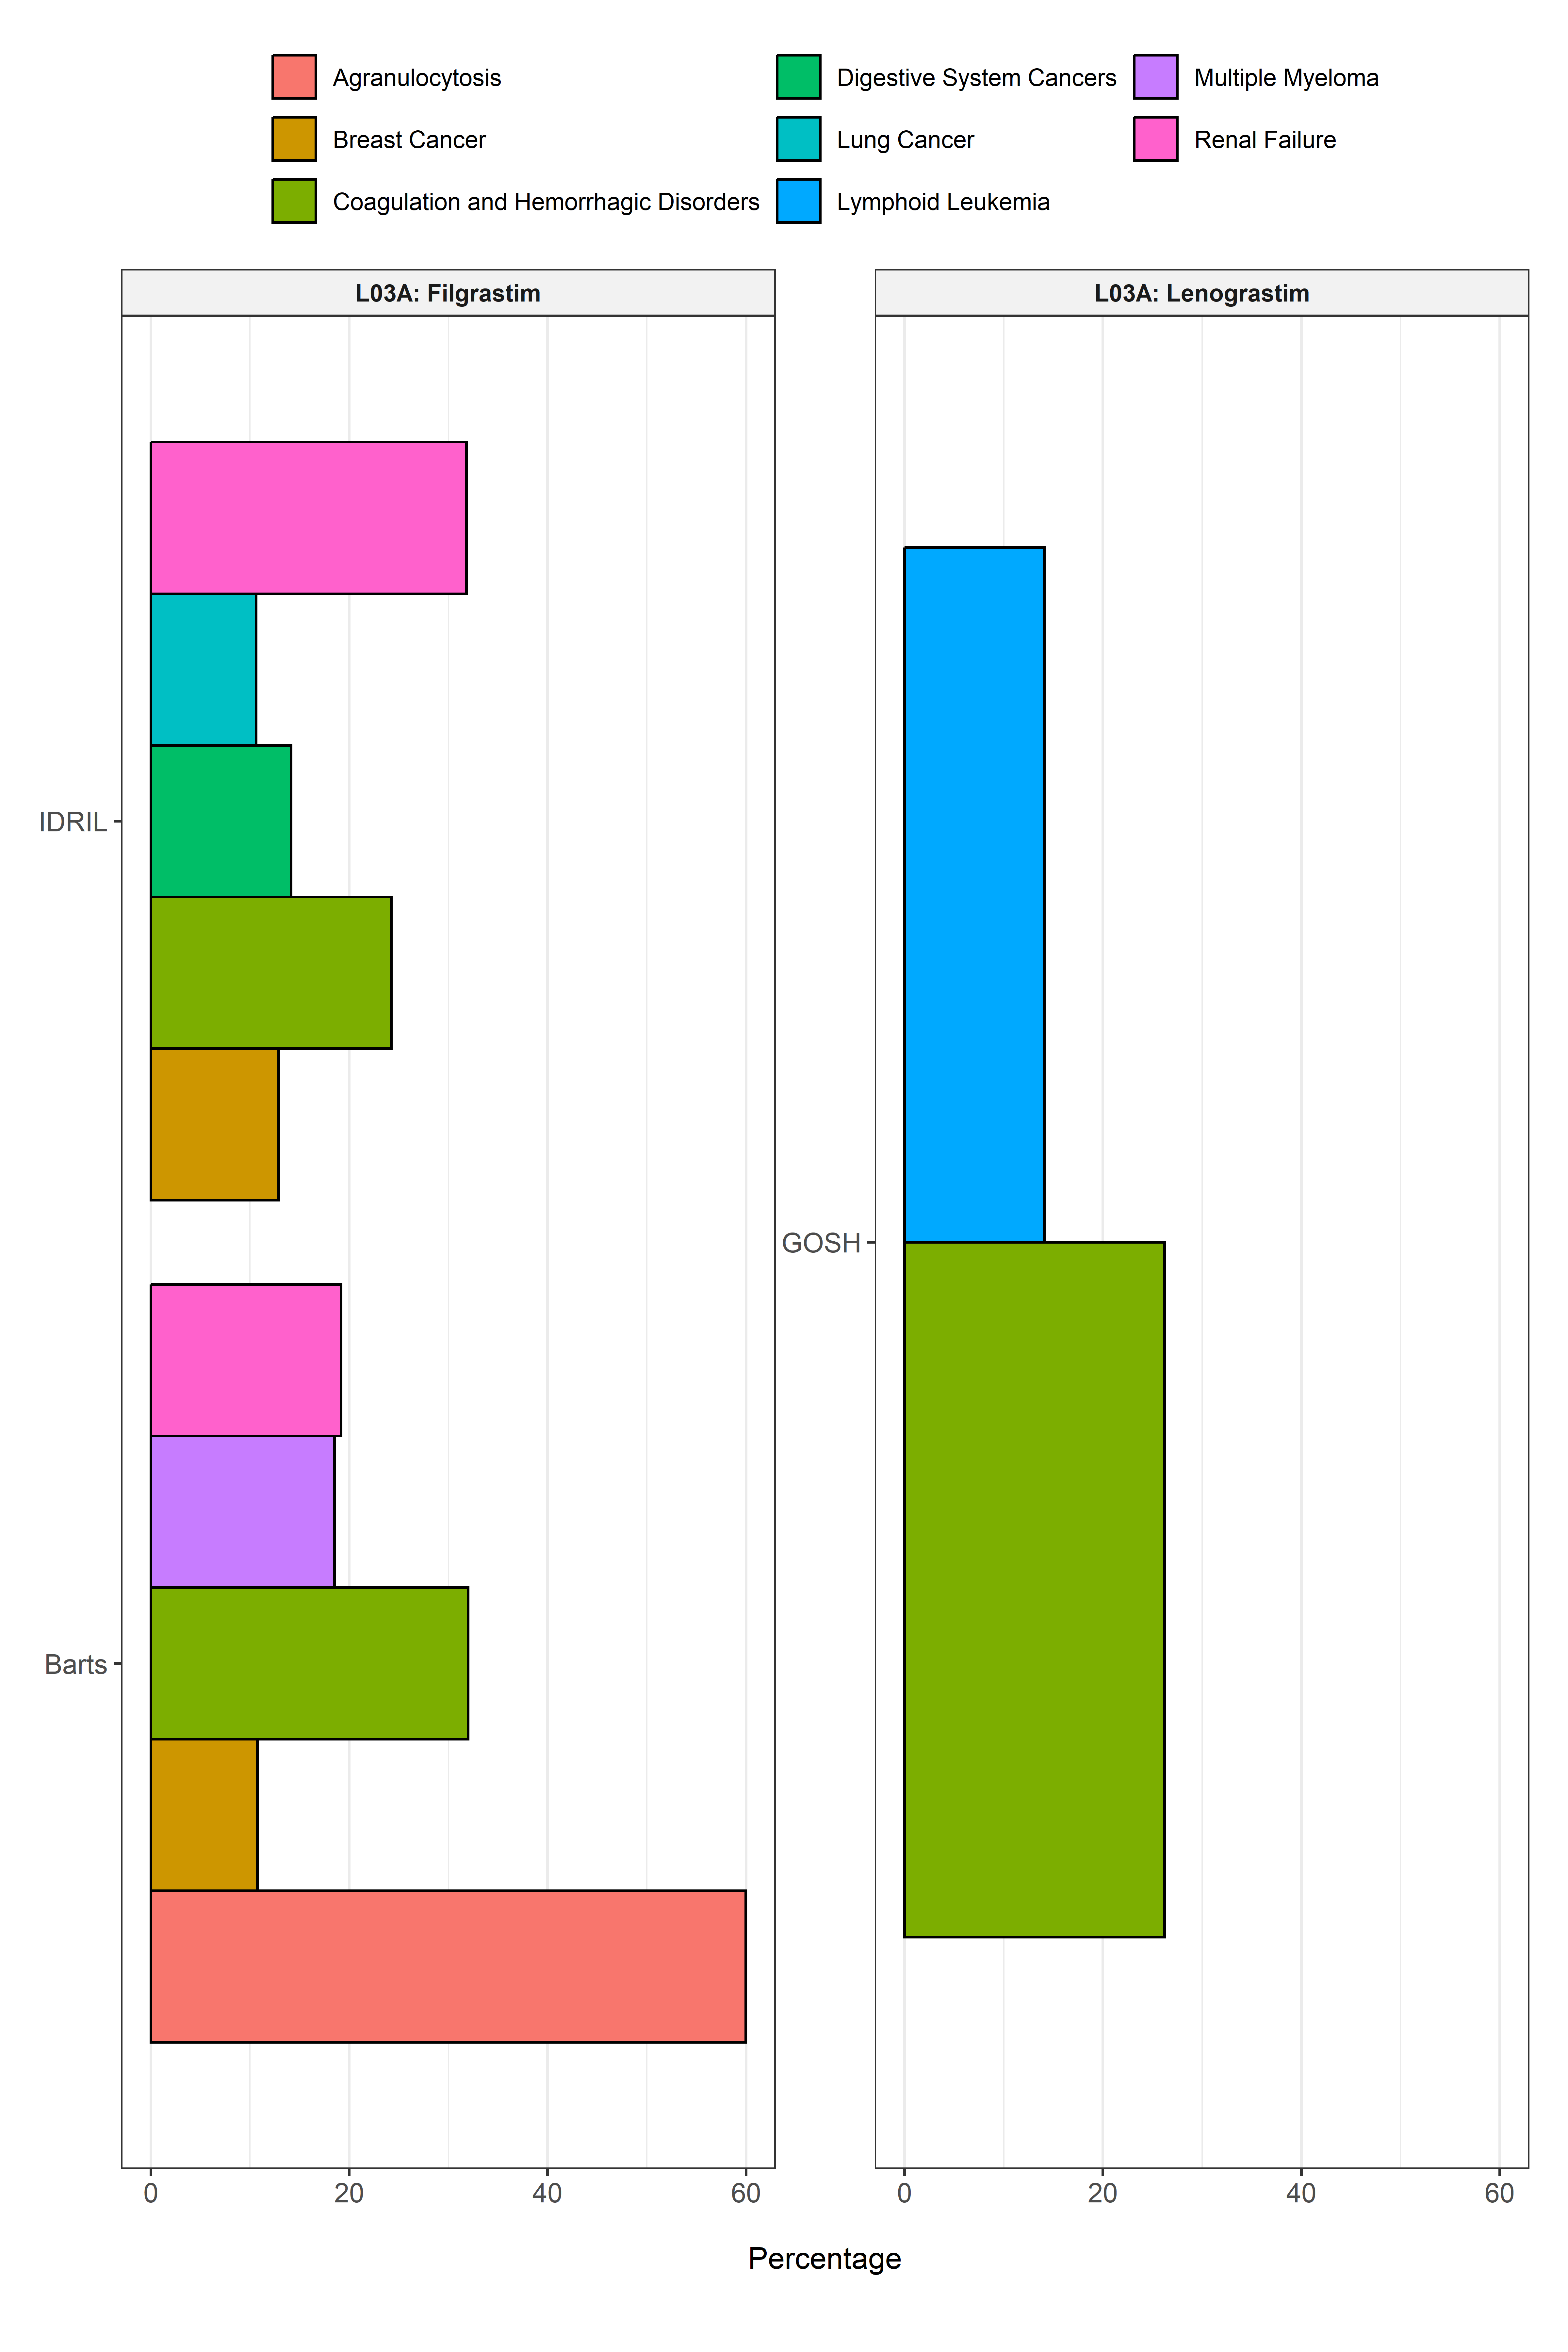 Agranulocytosis
Breast Cancer
Coagulation and Hemorrhagic Disorders
Digestive System Cancers
Lung Cancer
Lymphoid Leukemia
Multiple Myeloma
Renal Failure
L03A: Filgrastim
IDRIL
Barts
0 20 40 60
L03A: Lenograstim
GOSH
0 20 40 60
Percentage